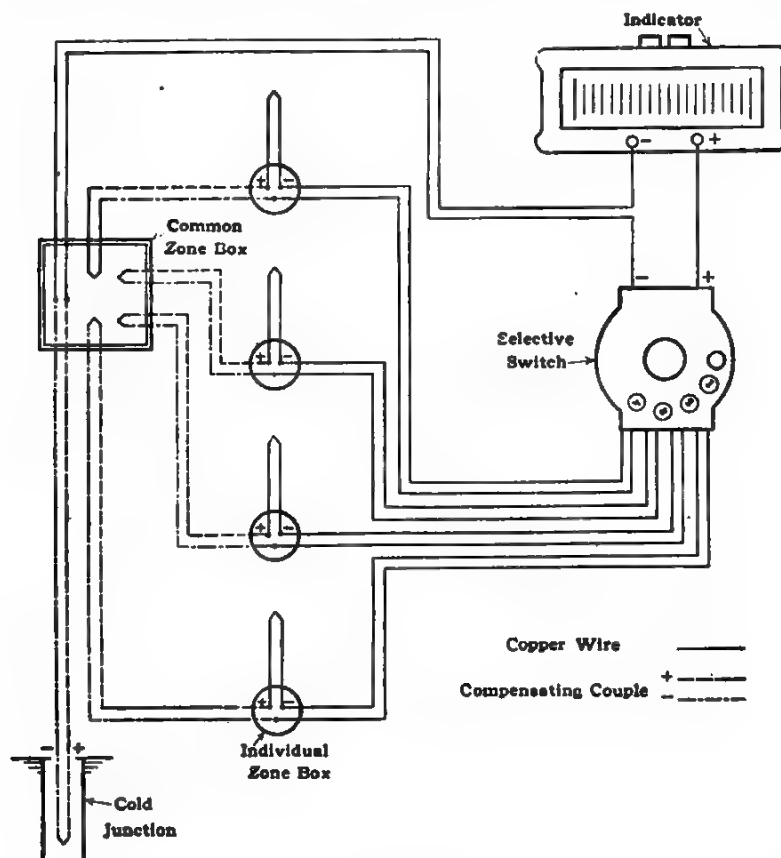 Indicator
- +
+ -
Common
Zone Box
- +
Selective
Switch
+ -
+ -
Copper Wire
+
Compensating Couple -
+ -
Individual
Zone Box
- +
Cold
Junction